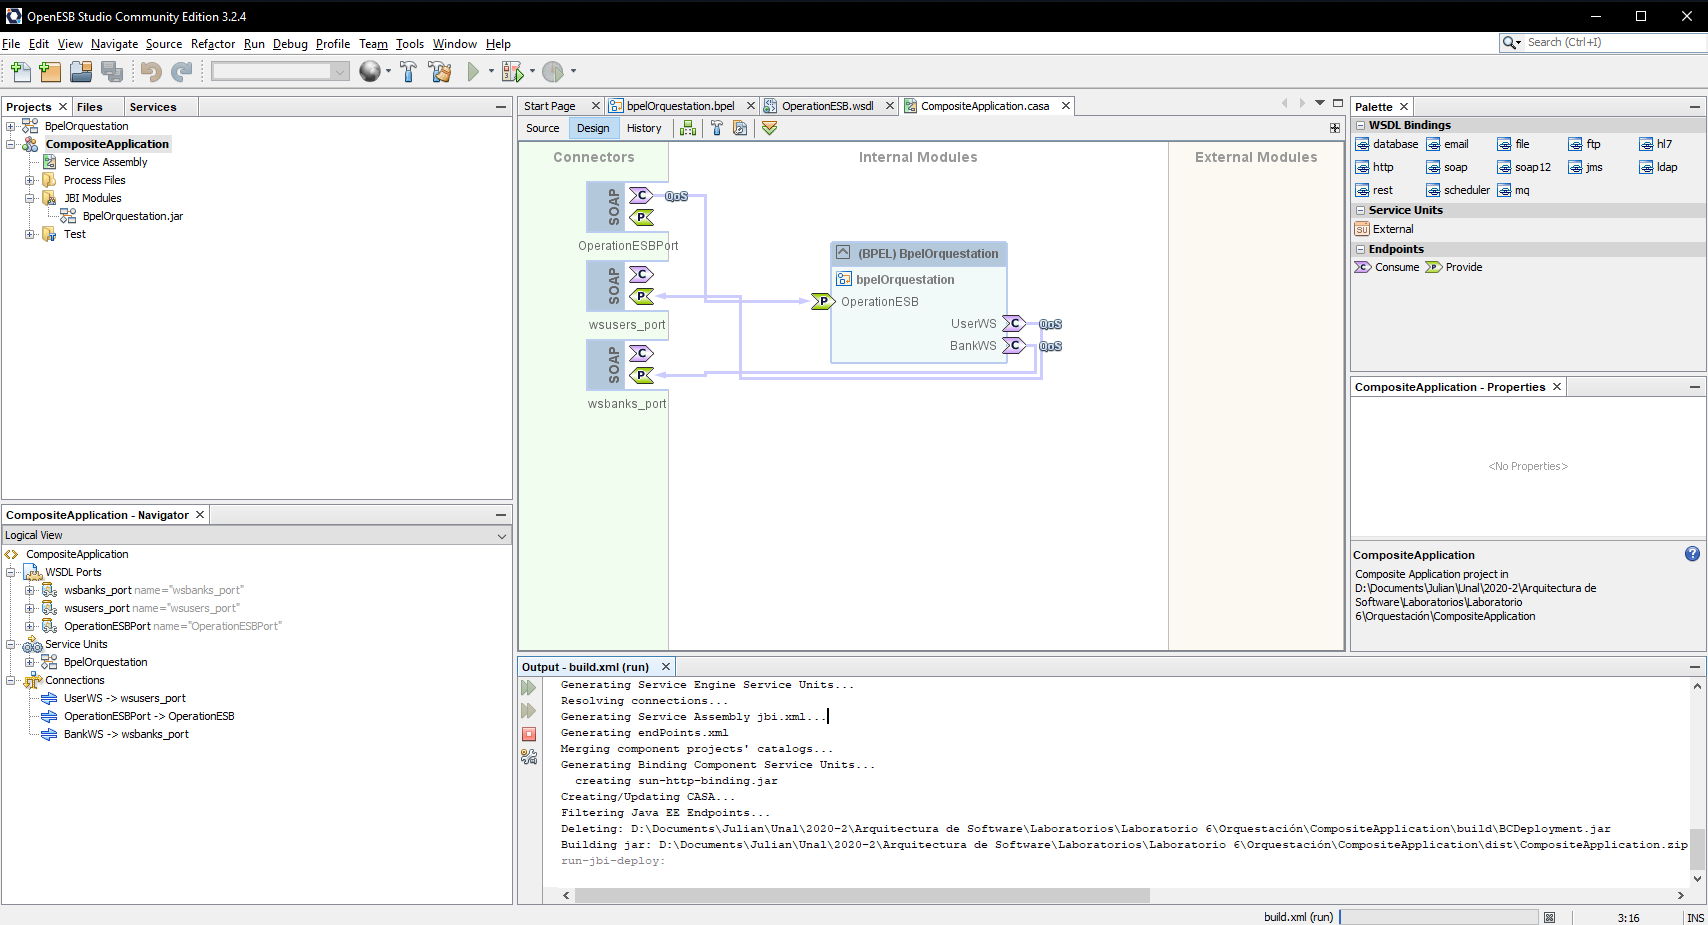 OpenESB Studio Community Edition 3.2.4
File Edit View Navigate Source Refactor Run Debug Profile Team Tools Window Help
Search (Ctrl+I)
Projects Files Services
BpelOrquestation
CompositeApplication
Service Assembly
Process Files
JBI Modules
BpelOrquestation.jar
Test
CompositeApplication - Navigator
Logical View
CompositeApplication
WSDL Ports
wsbanks_port name="wsbanks_port"
wsusers_port name="wsusers_port"
OperationESBPort name="OperationESBPort"
Service Units
BpelOrquestation
Connections
UserWS -> wsusers_port
OperationESBPort -> OperationESB
BankWS -> wsbanks_port
Start Page bpelOrquestation.bpel OperationESB.wsdl CompositeApplication.casa
Source Design History
Connectors Internal Modules External Modules
SOAP C QoS
P
OperationESBPort
SOAP C
P
wsusers_port
SOAP C
P
wsbanks_port
(BPEL) BpelOrquestation
bpelOrquestation
P OperationESB
UserWS C QoS
BankWS C QoS
Output - build.xml (run)
Generating Service Engine Service Units...
Resolving connections...
Generating Service Assembly jbi.xml...
Generating endPoints.xml
Merging component projects' catalogs...
Generating Binding Component Service Units...
creating sun-http-binding.jar
Creating/Updating CASA...
Filtering Java EE Endpoints...
Deleting: D:\Documents\Julian\Unal\2020-2\Arquitectura de Software\Laboratorios\Laboratorio 6\Orquestación\CompositeApplication\build\BCDeployment.jar
Building jar: D:\Documents\Julian\Unal\2020-2\Arquitectura de Software\Laboratorios\Laboratorio 6\Orquestación\CompositeApplication\dist\CompositeApplication.zip
run-jbi-deploy:
Palette
WSDL Bindings
database email file ftp hl7
http soap soap12 jms ldap
rest scheduler mq
Service Units
SU External
Endpoints
C Consume P Provide
CompositeApplication - Properties
<No Properties>
CompositeApplication
Composite Application project in
D:\Documents\Julian\Unal\2020-2\Arquitectura de
Software\Laboratorios\Laboratorio
6\Orquestación\CompositeApplication
build.xml (run) 3:16 INS